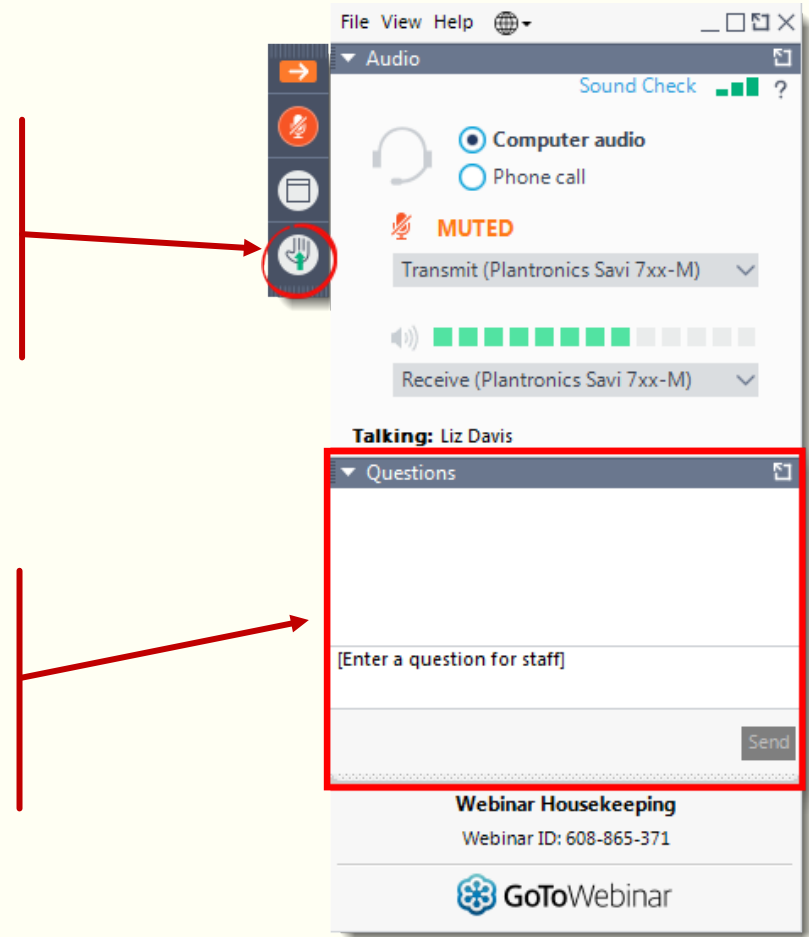 File View Help
Audio
Sound Check ?
Computer audio
Phone call
MUTED
Transmit (Plantronics Savi 7xx-M)
Receive (Plantronics Savi 7xx-M)
Talking: Liz Davis
Questions
[Enter a question for staff]
Send
Webinar Housekeeping
Webinar ID: 608-865-371
GoToWebinar